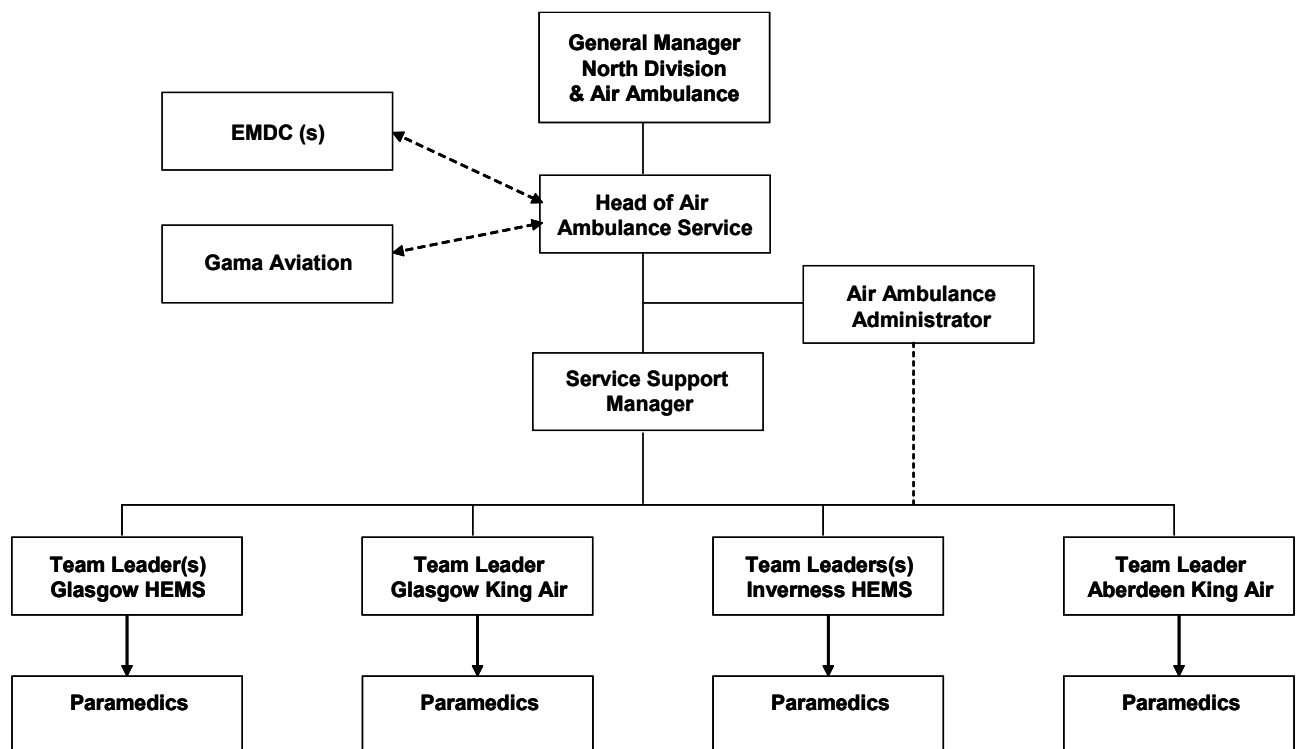 General Manager
North Division
& Air Ambulance
EMDC (s)
Head of Air
Ambulance Service
Gama Aviation
Air Ambulance
Administrator
Service Support
Manager
Team Leader(s)
Glasgow HEMS
Team Leader
Glasgow King Air
Team Leaders(s)
Inverness HEMS
Team Leader
Aberdeen King Air
Paramedics
Paramedics
Paramedics
Paramedics